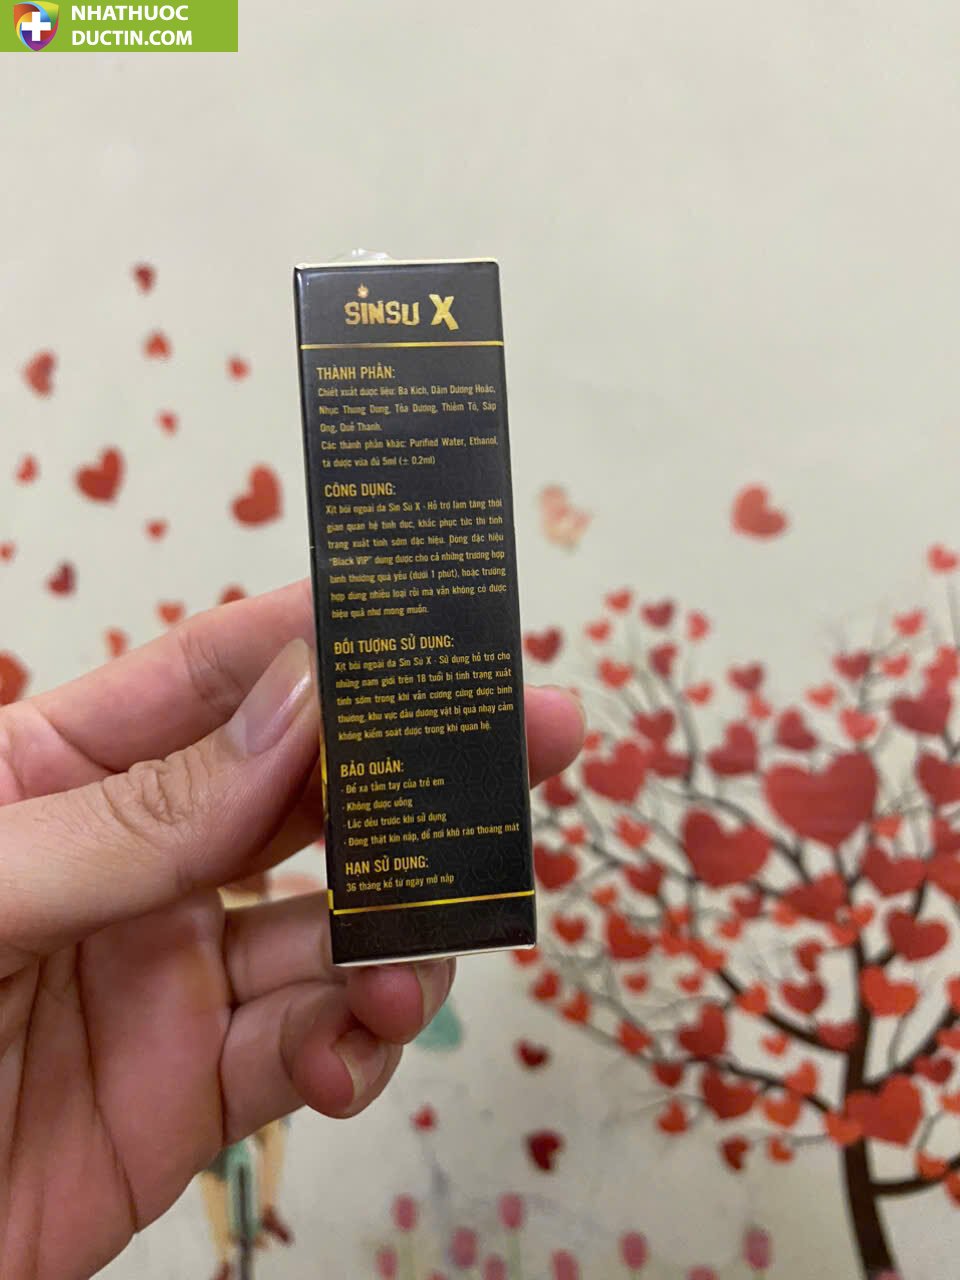 NHATHUOC
DUCTIN.COM
SINSU X
THÀNH PHẦN:
Chiết xuất dược liệu: Ba Kích, Dâm Dương Hoắc,
Nhục Thung Dung, Tỏa Dương, Thiềm Tô, Sáp
Ong, Quế Thanh.
Các thành phần khác: Purified Water, Ethanol,
tá dược vừa đủ 5ml (± 0.2ml)
CÔNG DỤNG:
Xịt bôi ngoài da Sin Sú X - Hỗ trợ làm tăng thời
gian quan hệ tình dục, khắc phục tức thì tình
trạng xuất tinh sớm đặc hiệu. Dòng đặc hiệu
"Black VIP" dùng được cho cả những trường hợp
bình thường quá yếu (dưới 1 phút), hoặc trường
hợp dùng nhiều loại rồi mà vẫn không có được
hiệu quả như mong muốn.
ĐỐI TƯỢNG SỬ DỤNG:
Xịt bôi ngoài da Sin Sú X - Sử dụng hỗ trợ cho
những nam giới trên 18 tuổi bị tình trạng xuất
tinh sớm trong khi vẫn cương cứng được bình
thường, khu vực đầu dương vật bị quá nhạy cảm
không kiểm soát được trong khi quan hệ.
BẢO QUẢN:
- Để xa tầm tay của trẻ em
- Không được uống
- Lắc đều trước khi sử dụng
- Đóng thật kín nắp, để nơi khô ráo thoáng mát
HẠN SỬ DỤNG:
36 tháng kể từ ngày mở nắp